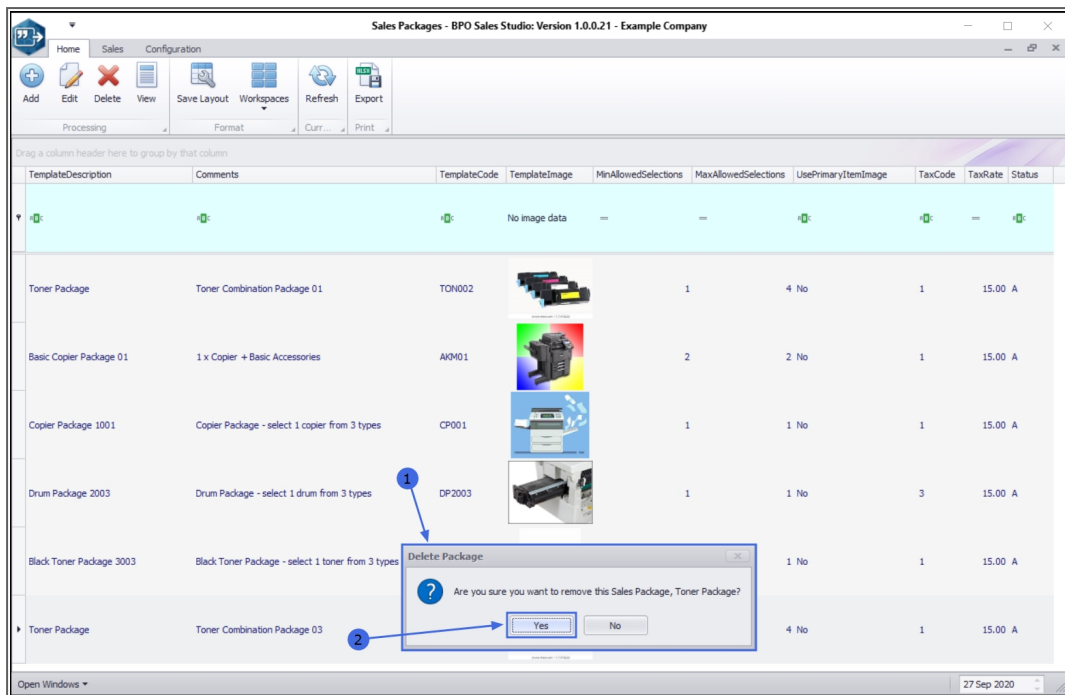 Sales Packages - BPO Sales Studio: Version 1.0.0.21 - Example Company
Home Sales Configuration
Add Edit Delete View Save Layout Workspaces Refresh Export
Processing Format Curr... Print
Drag a column header here to group by that column
TemplateDescription Comments TemplateCode TemplateImage MinAllowedSelections MaxAllowedSelections UsePrimaryItemImage TaxCode TaxRate Status
No image data = = =
Toner Package Toner Combination Package 01 TON002 1 4 No 1 15.00 A
Basic Copier Package 01 1 x Copier + Basic Accessories AKM01 2 2 No 1 15.00 A
Copier Package 1001 Copier Package - select 1 copier from 3 types CP001 1 1 No 1 15.00 A
Drum Package 2003 Drum Package - select 1 drum from 3 types DP2003 1 1 No 3 15.00 A
1
Black Toner Package 3003 Black Toner Package - select 1 toner from 3 types 1 No 1 15.00 A
Delete Package
Are you sure you want to remove this Sales Package, Toner Package?
Yes No
2
Toner Package Toner Combination Package 03 4 No 1 15.00 A
Open Windows 27 Sep 2020